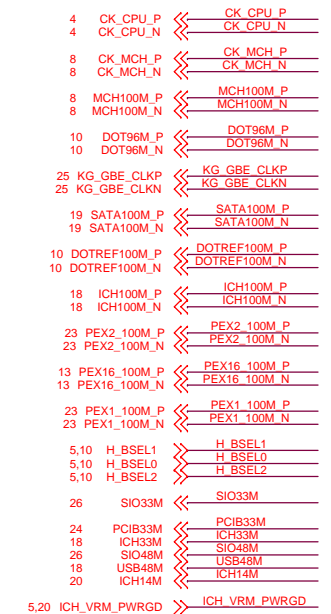 4 CK_CPU_P CK_CPU_P
4 CK_CPU_N CK_CPU_N
8 CK_MCH_P CK_MCH_P
8 CK_MCH_N CK_MCH_N
8 MCH100M_P MCH100M_P
8 MCH100M_N MCH100M_N
10 DOT96M_P DOT96M_P
10 DOT96M_N DOT96M_N
25 KG_GBE_CLKP KG_GBE_CLKP
25 KG_GBE_CLKN KG_GBE_CLKN
19 SATA100M_P SATA100M_P
19 SATA100M_N SATA100M_N
10 DOTREF100M_P DOTREF100M_P
10 DOTREF100M_N DOTREF100M_N
18 ICH100M_P ICH100M_P
18 ICH100M_N ICH100M_N
23 PEX2_100M_P PEX2_100M_P
23 PEX2_100M_N PEX2_100M_N
13 PEX16_100M_P PEX16_100M_P
13 PEX16_100M_N PEX16_100M_N
23 PEX1_100M_P PEX1_100M_P
23 PEX1_100M_N PEX1_100M_N
5,10 H_BSEL1 H_BSEL1
5,10 H_BSEL0 H_BSEL0
5,10 H_BSEL2 H_BSEL2
26 SIO33M SIO33M
24 PCIB33M PCIB33M
18 ICH33M ICH33M
26 SIO48M SIO48M
18 USB48M USB48M
20 ICH14M ICH14M
5,20 ICH_VRM_PWRGD ICH_VRM_PWRGD